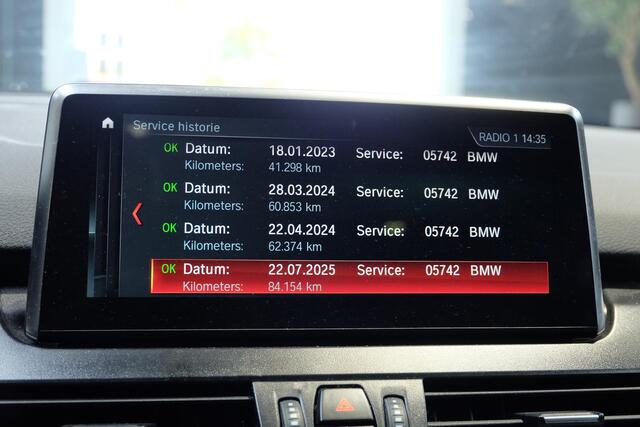 Service historie
RADIO 1 14:35
OK Datum: 18.01.2023 Service: 05742 BMW
Kilometers: 41.298 km
OK Datum: 28.03.2024 Service: 05742 BMW
Kilometers: 60.853 km
OK Datum: 22.04.2024 Service: 05742 BMW
Kilometers: 62.374 km
OK Datum: 22.07.2025 Service: 05742 BMW
Kilometers: 84.154 km